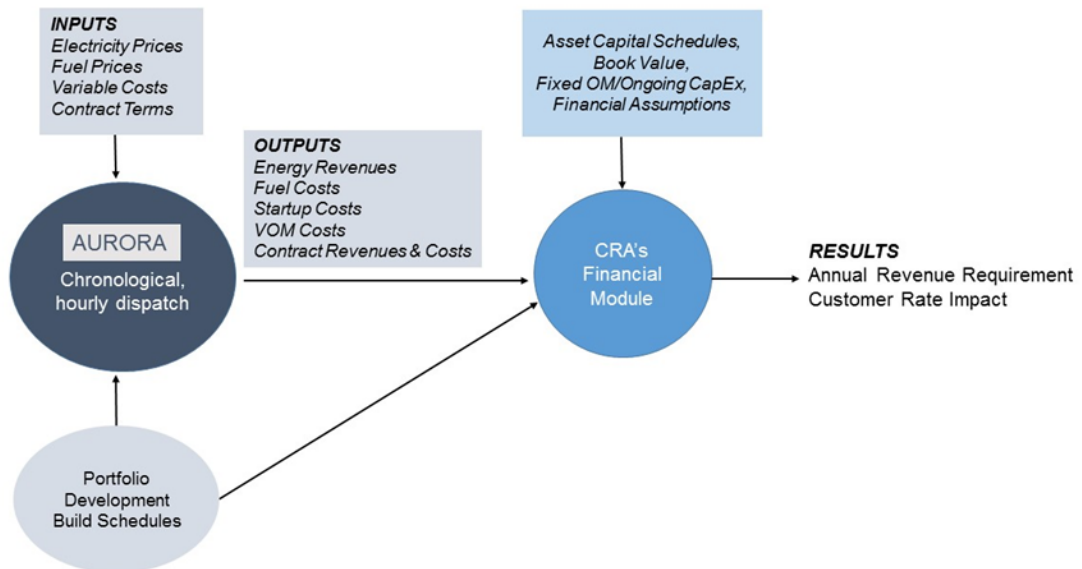 INPUTS
Electricity Prices
Fuel Prices
Variable Costs
Contract Terms
Asset Capital Schedules,
Book Value,
Fixed OM/Ongoing CapEx,
Financial Assumptions
OUTPUTS
Energy Revenues
Fuel Costs
Startup Costs
VOM Costs
Contract Revenues & Costs
AURORA
Chronological,
hourly dispatch
CRA's
Financial
Module
RESULTS
Annual Revenue Requirement
Customer Rate Impact
Portfolio
Development
Build Schedules